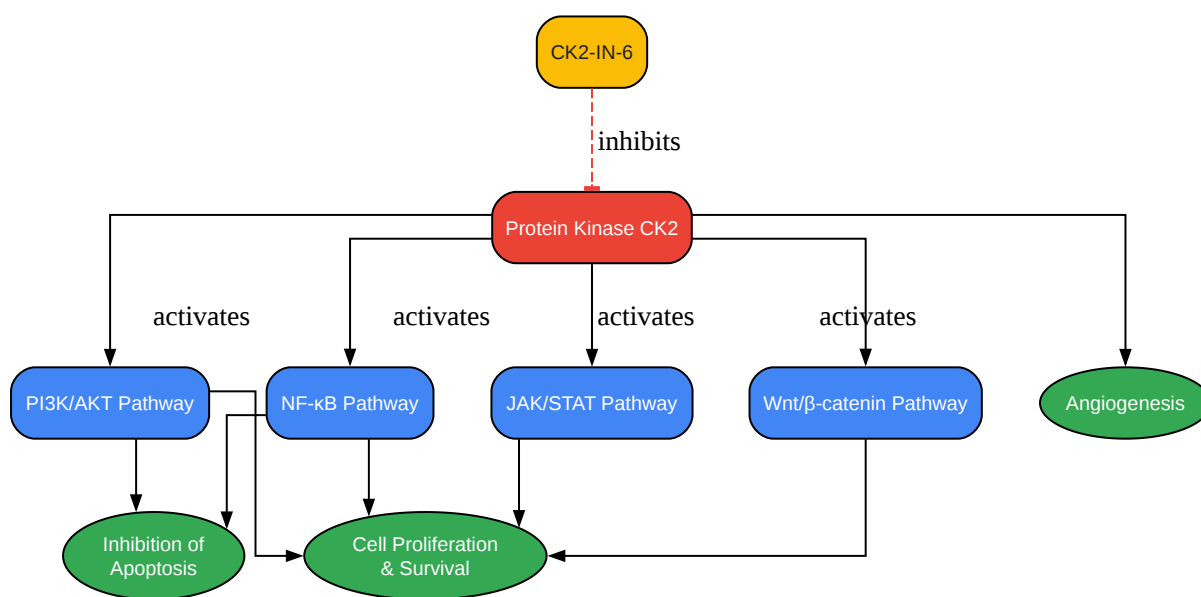 CK2-IN-6
inhibits
Protein Kinase CK2
activates
activates
activates
activates
PI3K/AKT Pathway
NF-κB Pathway
JAK/STAT Pathway
Wnt/β-catenin Pathway
Angiogenesis
Inhibition of
Apoptosis
Cell Proliferation
& Survival